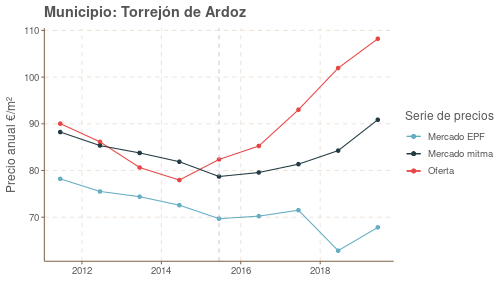 Municipio: Torrejón de Ardoz
Precio anual €/m²
110
100
90
80
70
2012
2014
2016
2018
Serie de precios
Mercado EPF
Mercado mitma
Oferta